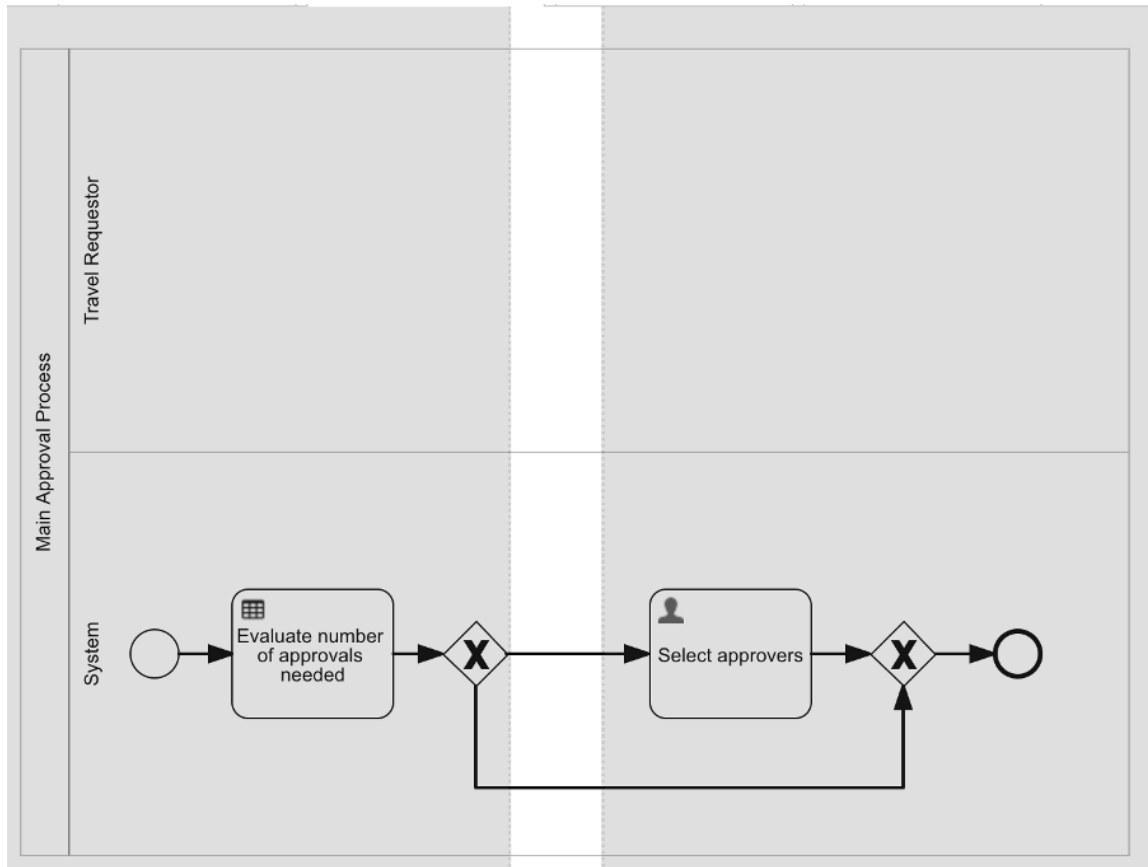 Main Approval Process
Travel Requestor
System
Evaluate number
of approvals
needed
X
Select approvers
X